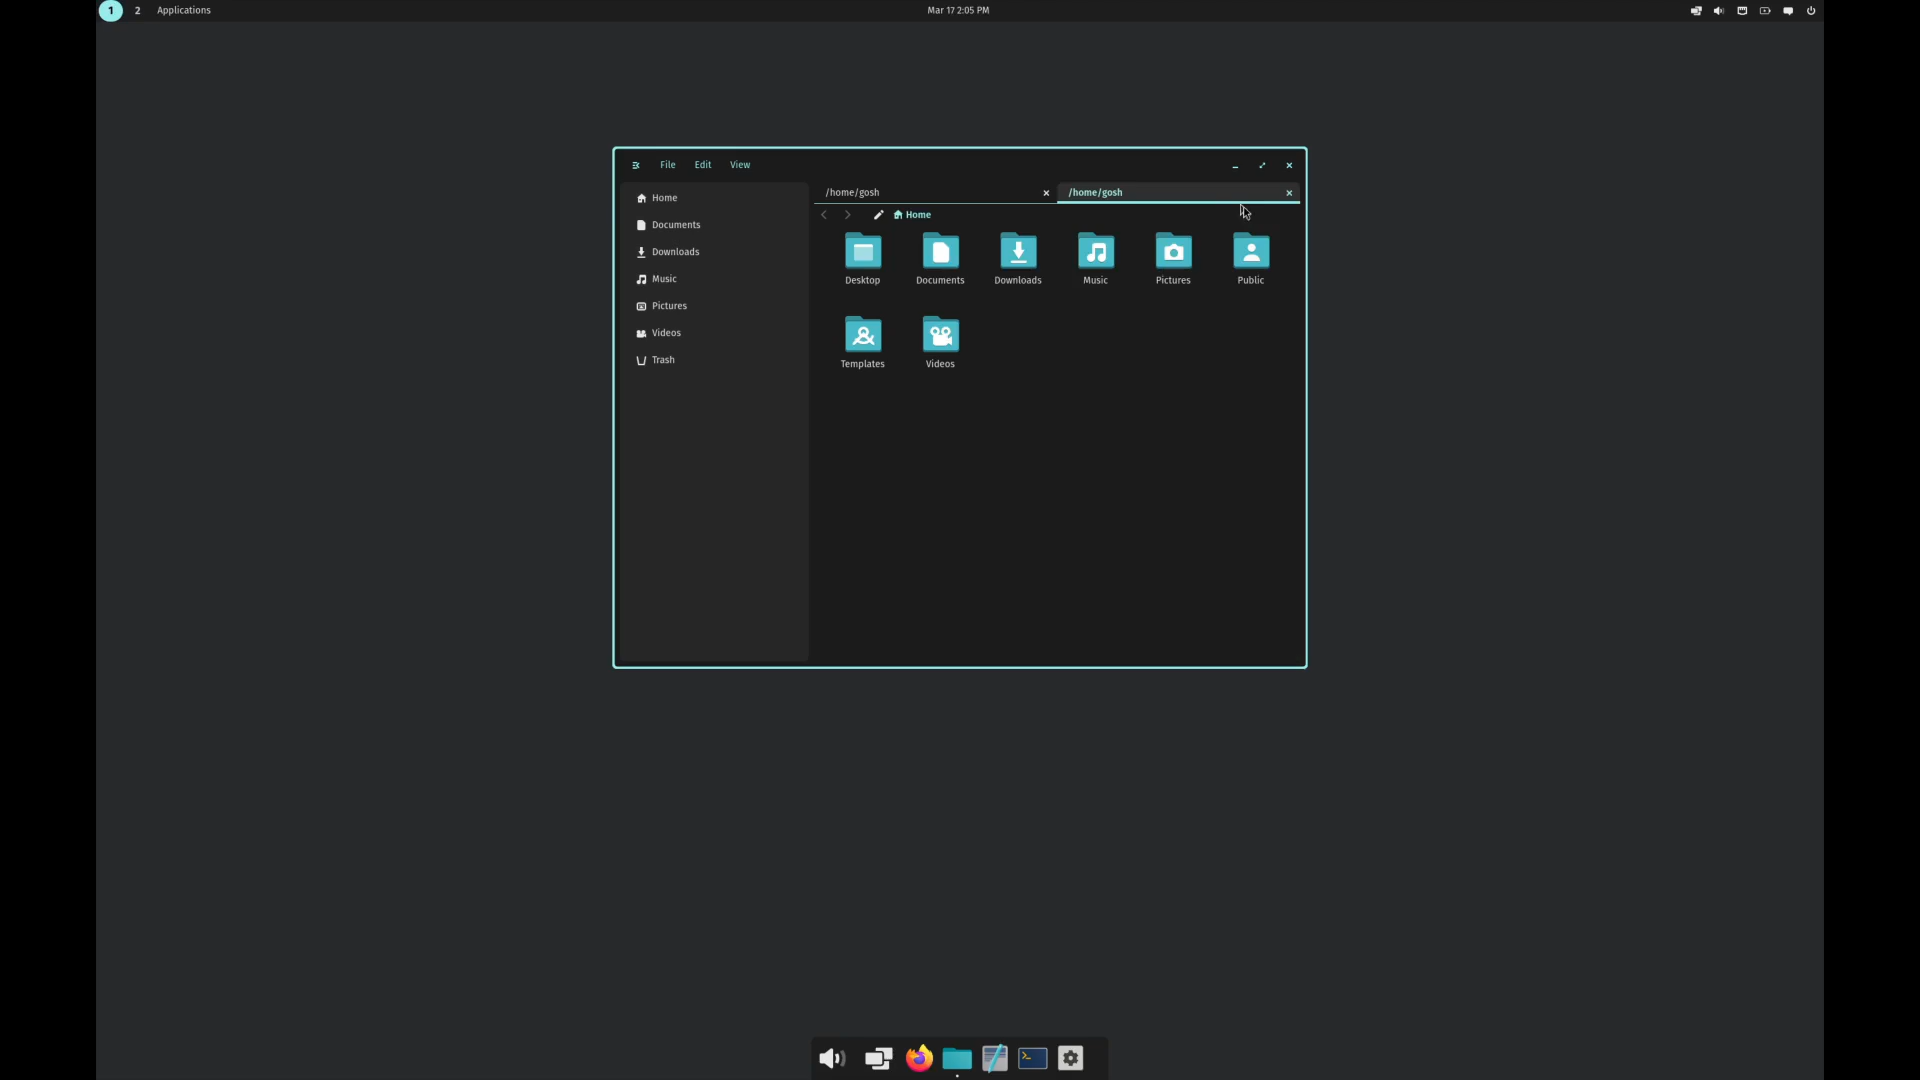 1 2 Applications Mar 17 2:05 PM
File Edit View
Home
Documents
Downloads
Music
Pictures
Videos
Trash
/home/gosh /home/gosh
Home
Desktop Documents Downloads Music Pictures Public
Templates Videos